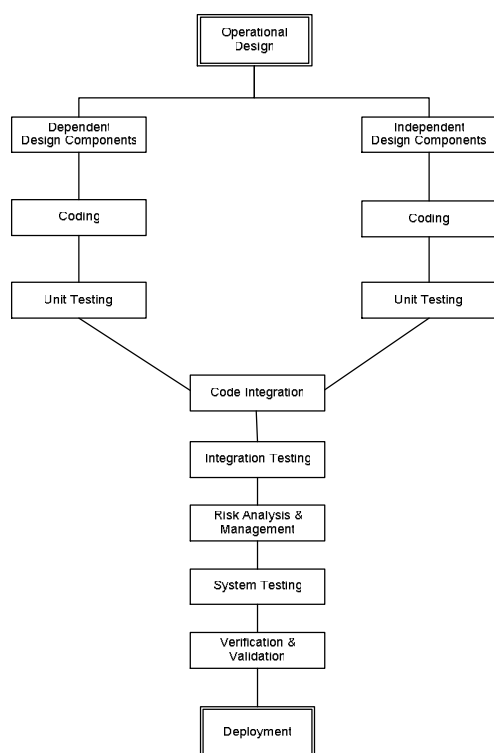 Operational
Design
Dependent
Design Components
Independent
Design Components
Coding
Coding
Unit Testing
Unit Testing
Code Integration
Integration Testing
Risk Analysis &
Management
System Testing
Verification &
Validation
Deployment